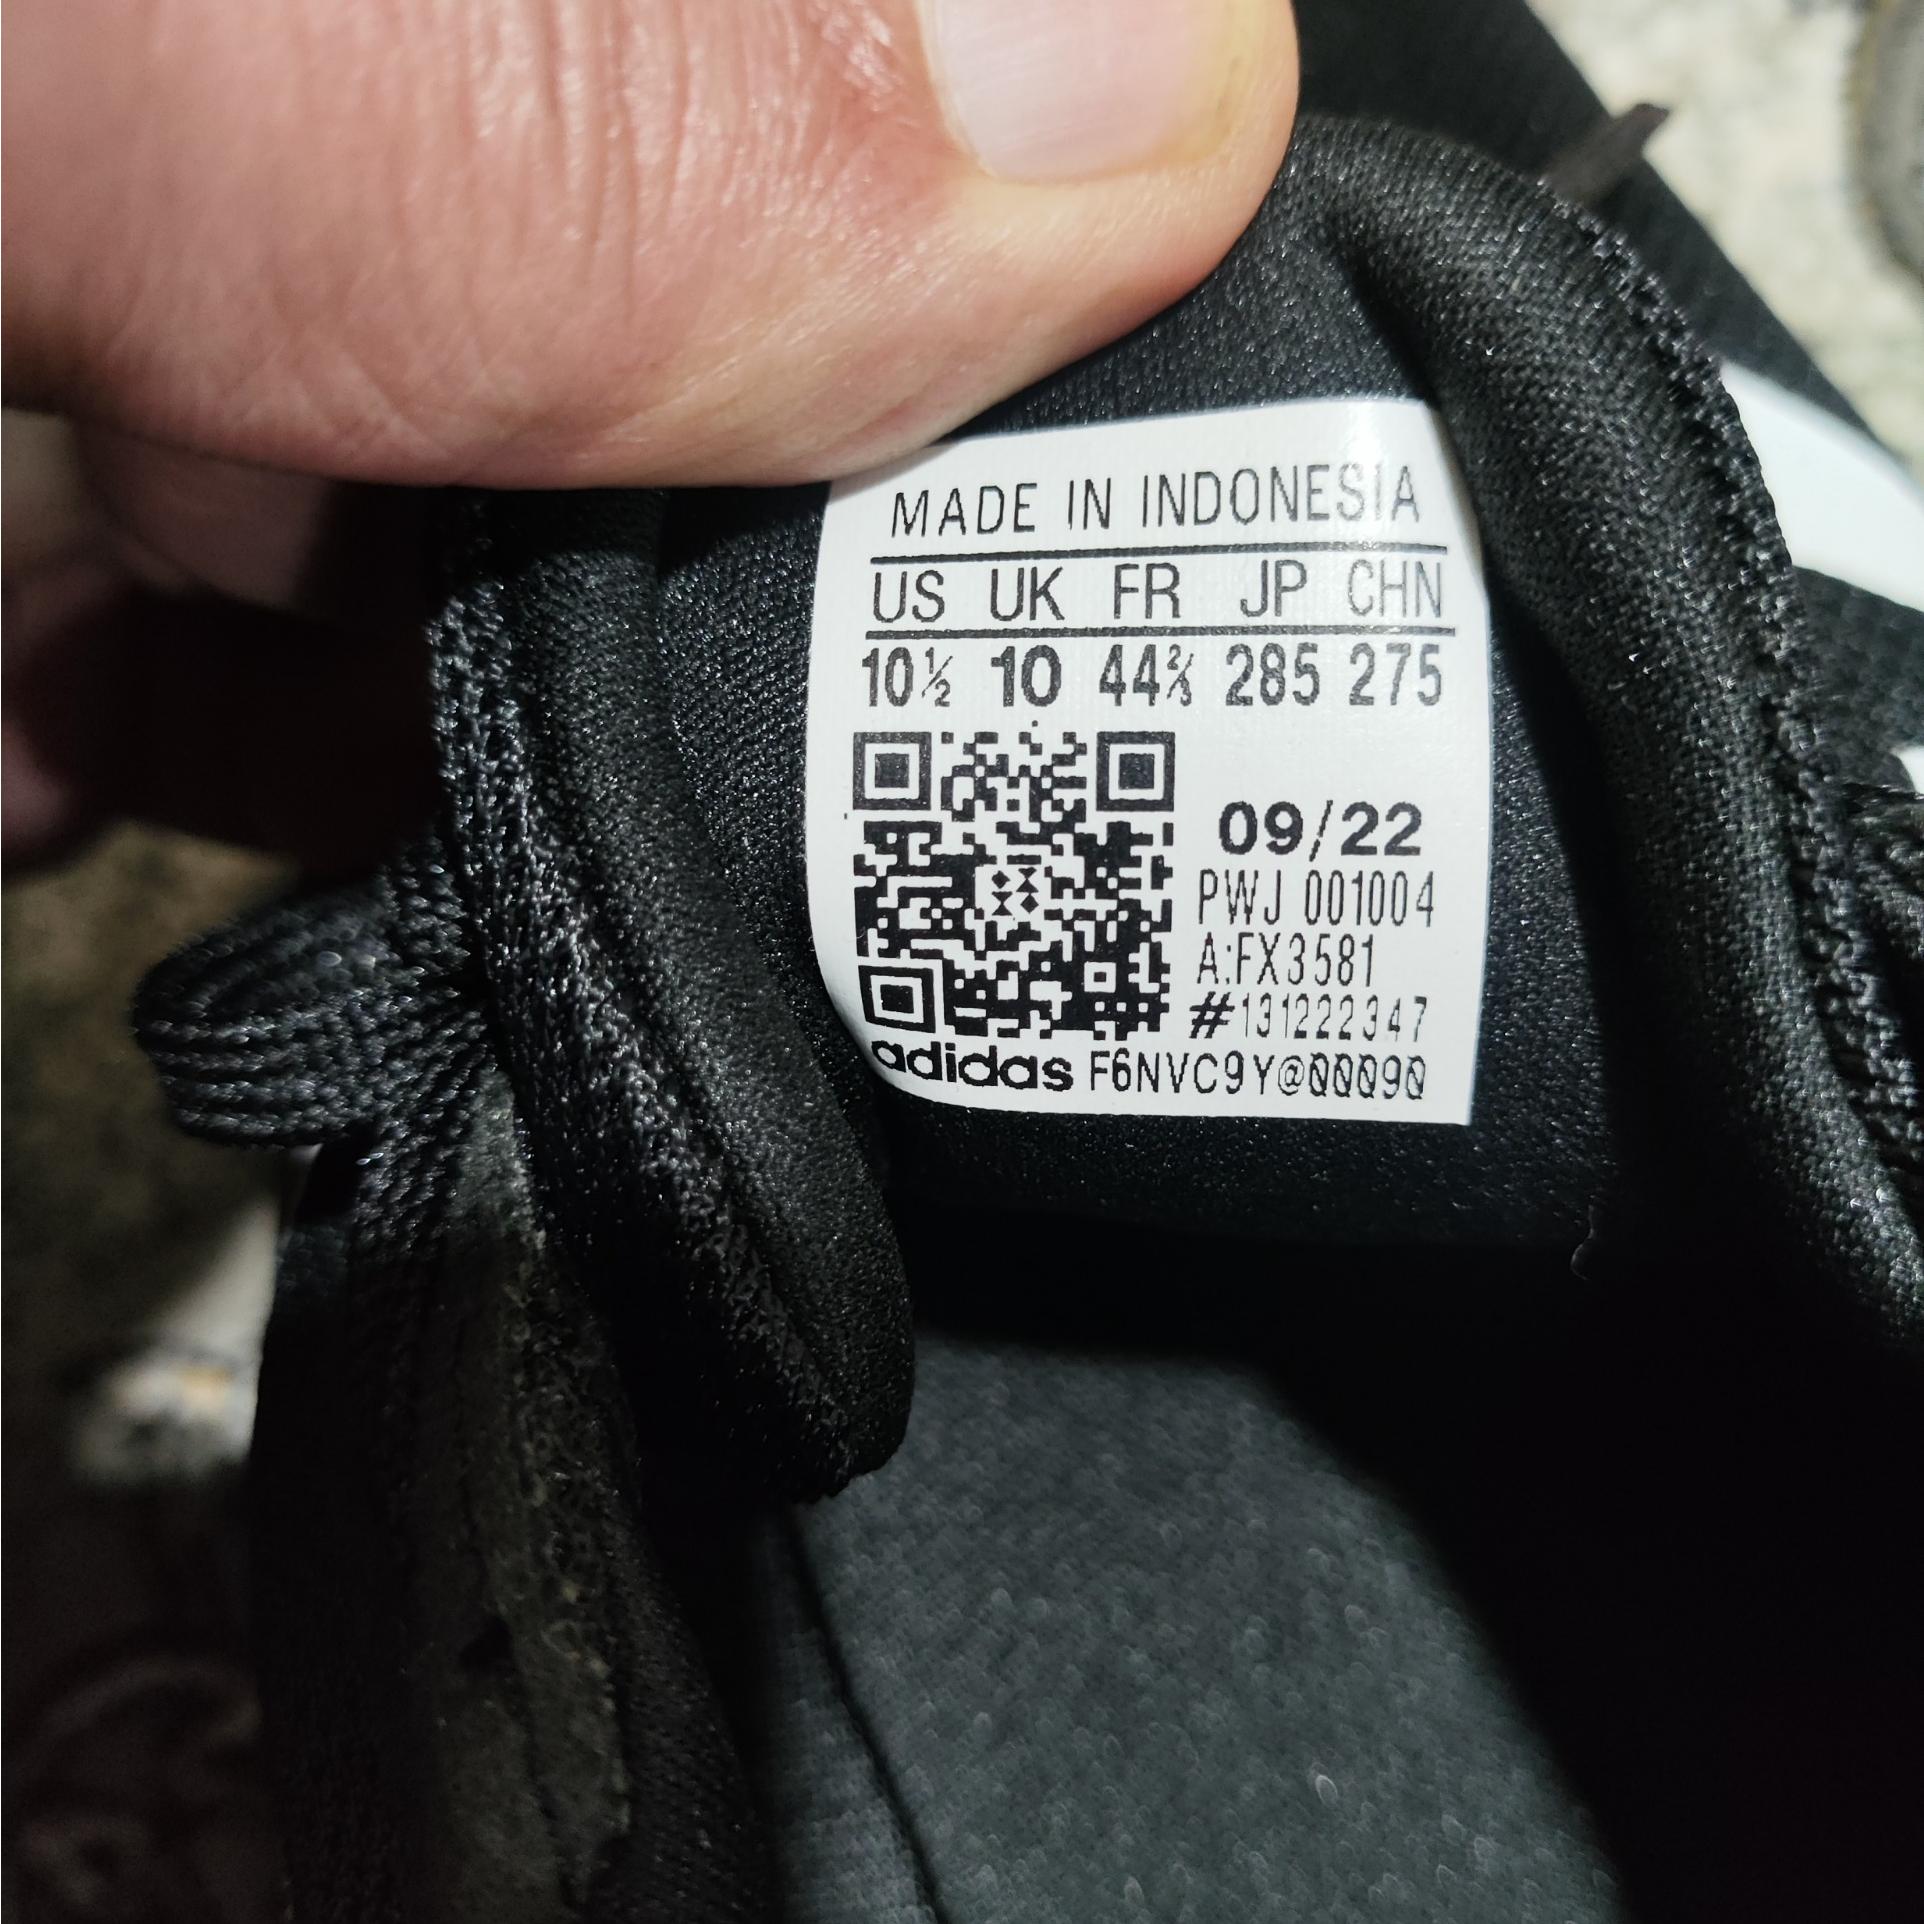 MADE IN INDONESIA
US UK FR JP CHN
10½ 10 44⅔ 285 275
09/22
PWJ 001004
A:FX3581
#131222347
adidas F6NVC9Y@00090